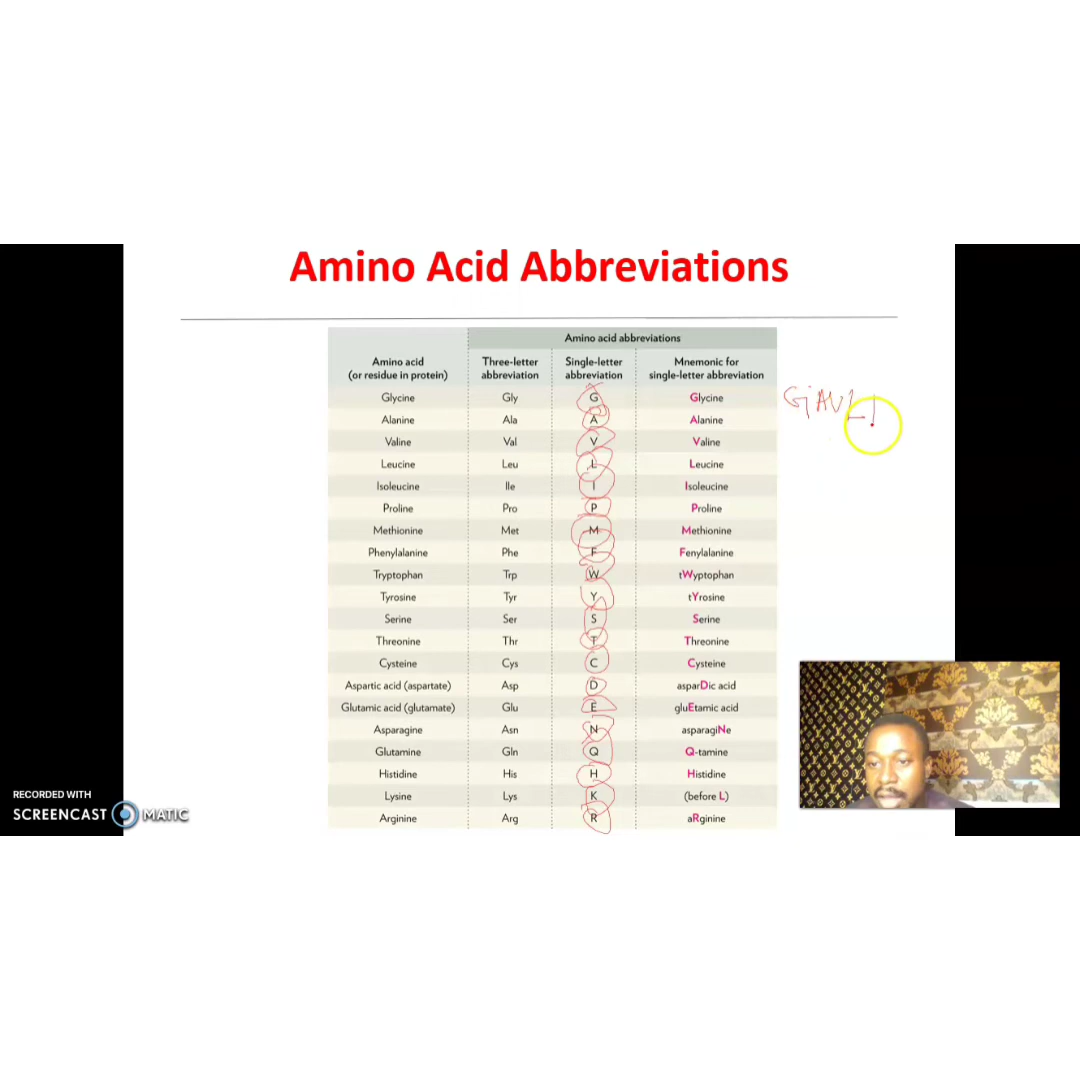 Amino Acid Abbreviations
Amino acid abbreviations
Amino acid (or residue in protein) Three-letter abbreviation Single-letter abbreviation Mnemonic for single-letter abbreviation
Glycine Gly G Glycine
Alanine Ala A Alanine
Valine Val V Valine
Leucine Leu L Leucine
Isoleucine Ile I Isoleucine
Proline Pro P Proline
Methionine Met M Methionine
Phenylalanine Phe F Fenylalanine
Tryptophan Trp W tWyptophan
Tyrosine Tyr Y tYrosine
Serine Ser S Serine
Threonine Thr T Threonine
Cysteine Cys C Cysteine
Aspartic acid (aspartate) Asp D asparDic acid
Glutamic acid (glutamate) Glu E gluEtamic acid
Asparagine Asn N asparagiNe
Glutamine Gln Q Q-tamine
Histidine His H Histidine
Lysine Lys K (before L)
Arginine Arg R aRginine
GAVLI
RECORDED WITH
SCREENCAST MATIC